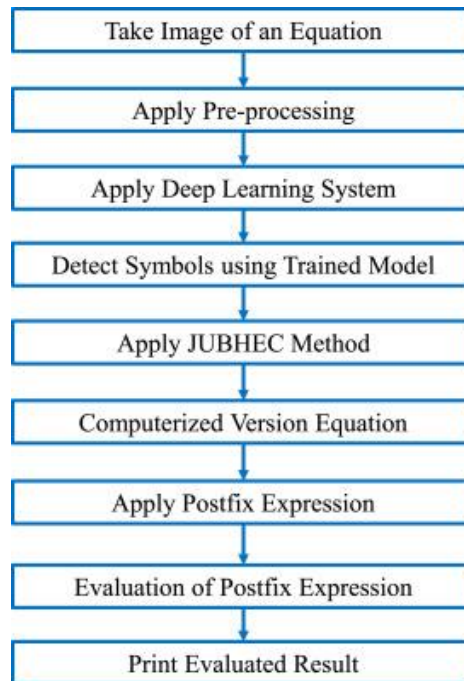 Take Image of an Equation
Apply Pre-processing
Apply Deep Learning System
Detect Symbols using Trained Model
Apply JUBHEC Method
Computerized Version Equation
Apply Postfix Expression
Evaluation of Postfix Expression
Print Evaluated Result